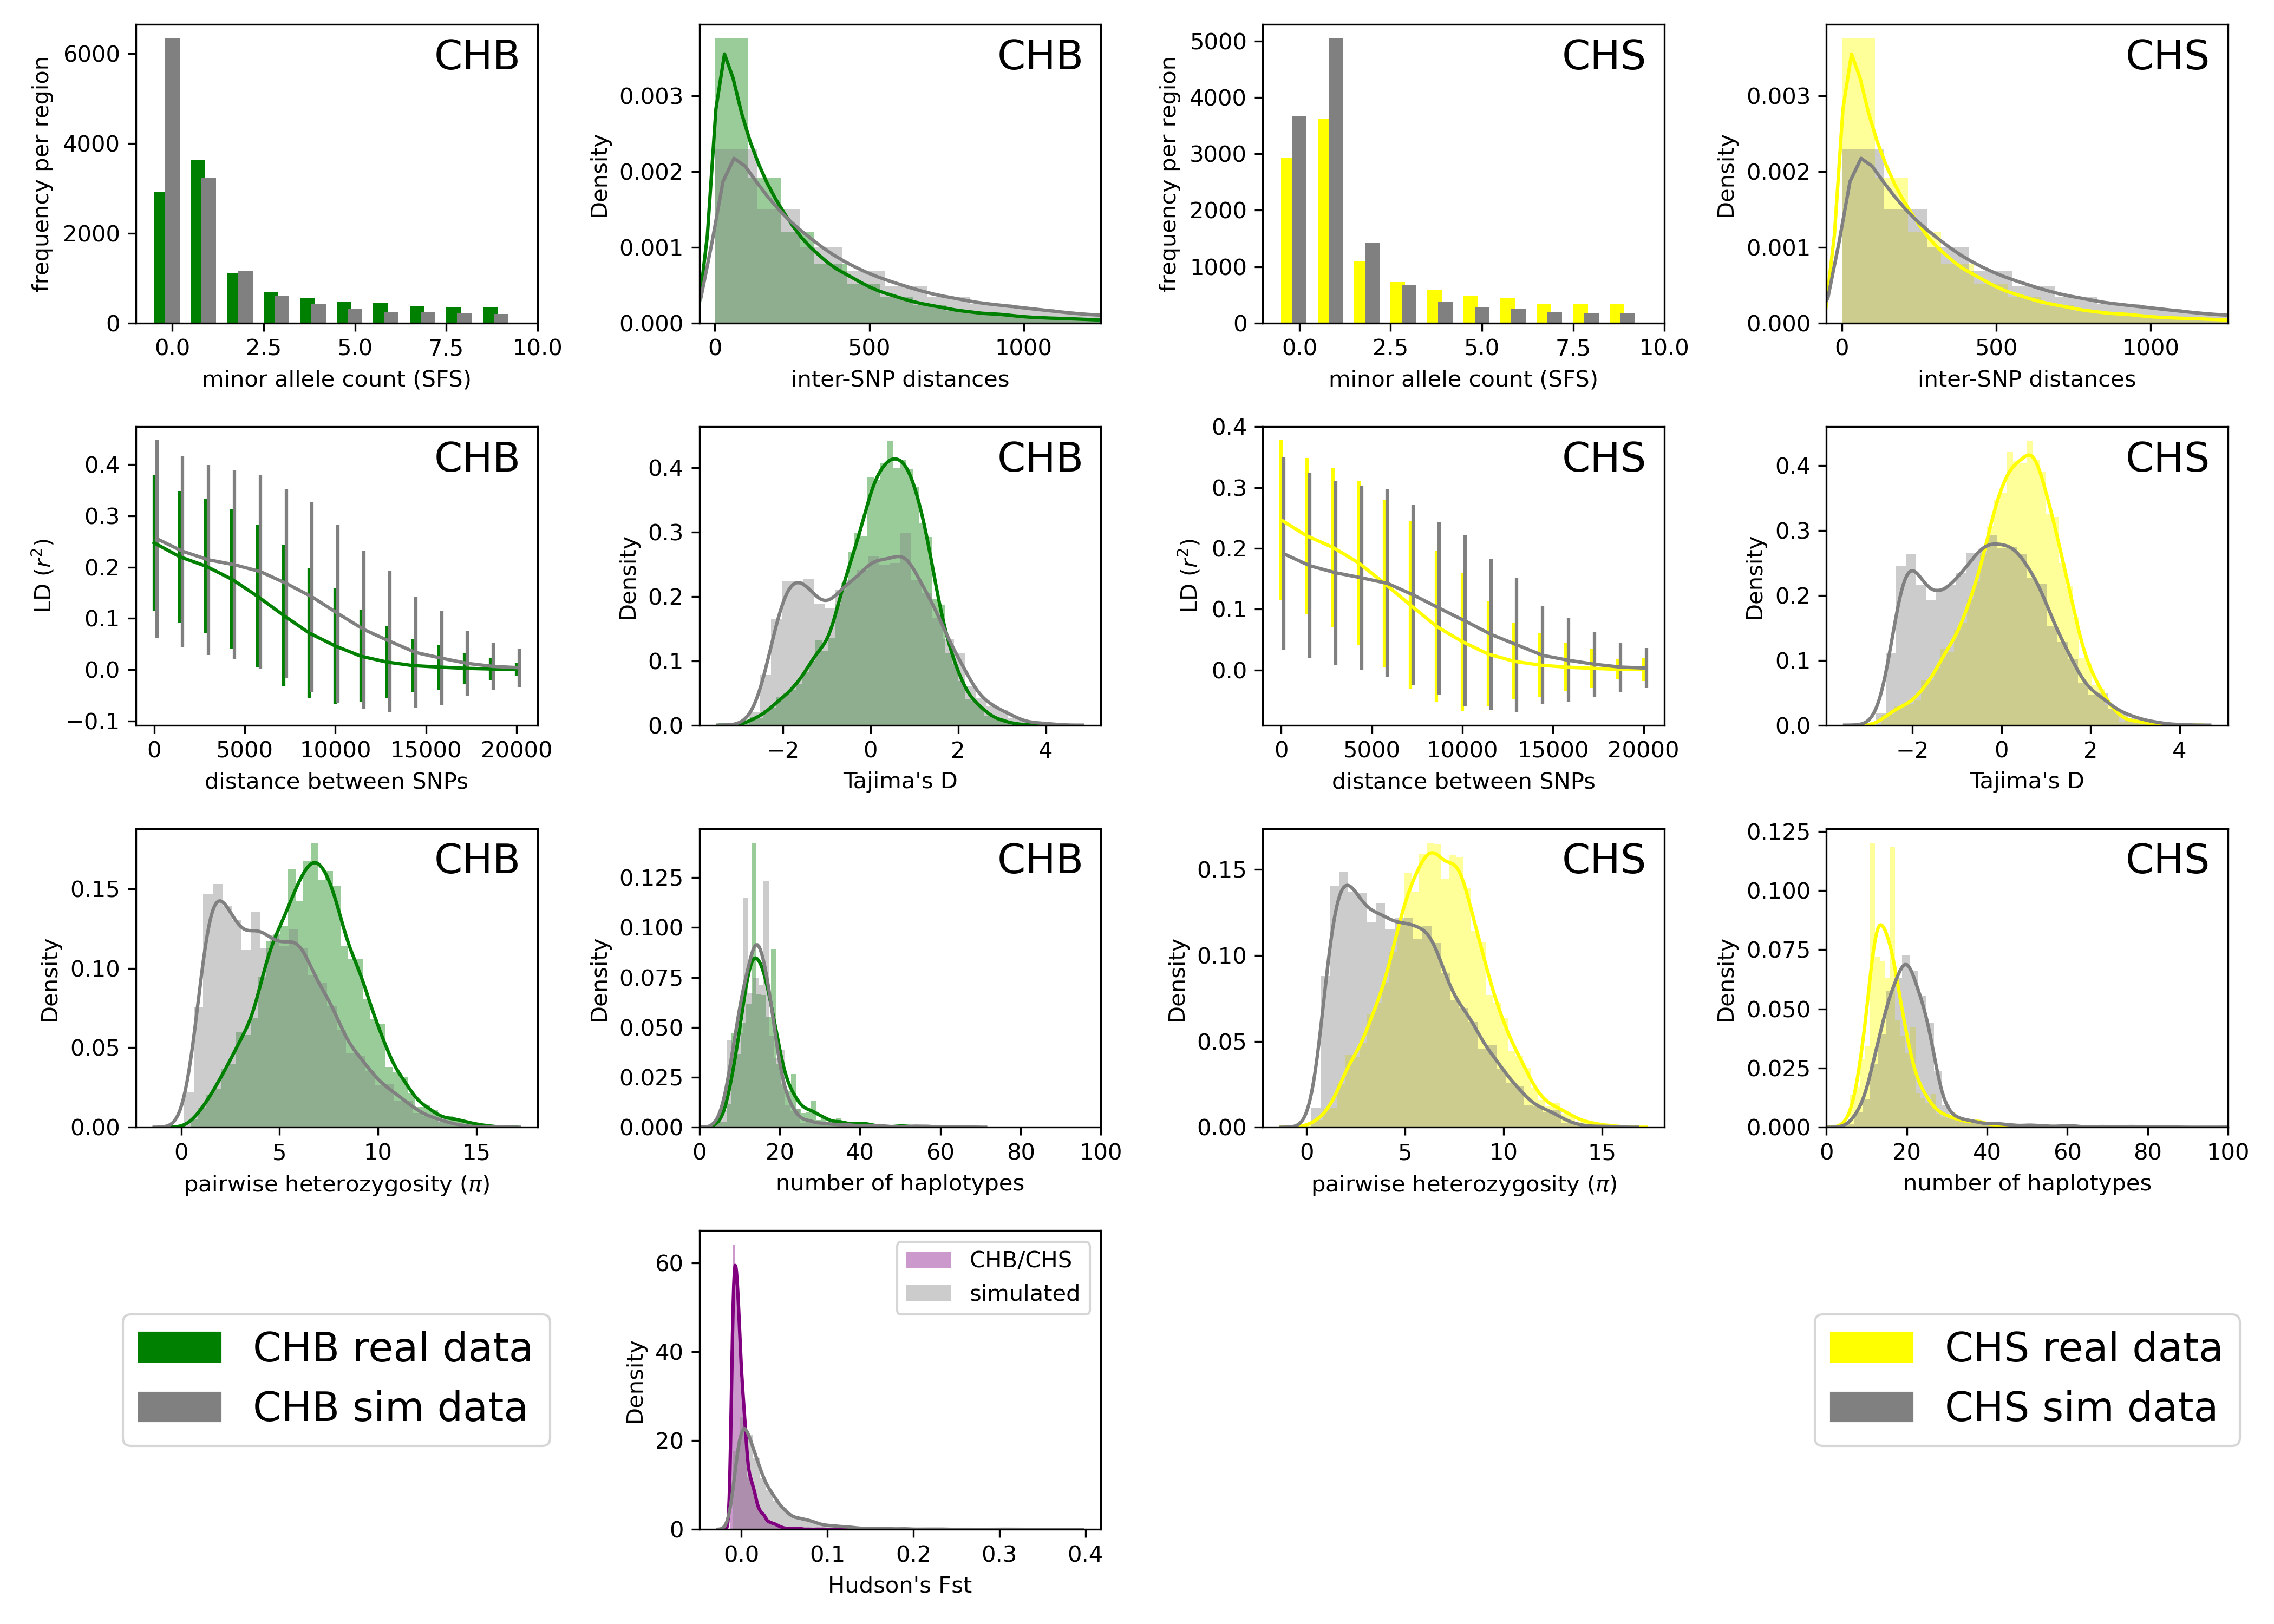 CHB
frequency per region
6000
4000
2000
0
0.0 2.5 5.0 7.5 10.0
minor allele count (SFS)
CHB
Density
0.003
0.002
0.001
0.000
0 500 1000
inter-SNP distances
CHS
frequency per region
5000
4000
3000
2000
1000
0
0.0 2.5 5.0 7.5 10.0
minor allele count (SFS)
CHS
Density
0.003
0.002
0.001
0.000
0 500 1000
inter-SNP distances
CHB
LD (r²)
0.4
0.3
0.2
0.1
0.0
−0.1
0 5000 10000 15000 20000
distance between SNPs
CHB
Density
0.4
0.3
0.2
0.1
0.0
−2 0 2 4
Tajima's D
CHS
LD (r²)
0.4
0.3
0.2
0.1
0.0
0 5000 10000 15000 20000
distance between SNPs
CHS
Density
0.4
0.3
0.2
0.1
0.0
−2 0 2 4
Tajima's D
CHB
Density
0.15
0.10
0.05
0.00
0 5 10 15
pairwise heterozygosity (π)
CHB
Density
0.125
0.100
0.075
0.050
0.025
0.000
0 20 40 60 80 100
number of haplotypes
CHS
Density
0.15
0.10
0.05
0.00
0 5 10 15
pairwise heterozygosity (π)
CHS
Density
0.125
0.100
0.075
0.050
0.025
0.000
0 20 40 60 80 100
number of haplotypes
CHB real data
CHB sim data
CHB/CHS
simulated
Density
60
40
20
0
0.0 0.1 0.2 0.3 0.4
Hudson's Fst
CHS real data
CHS sim data